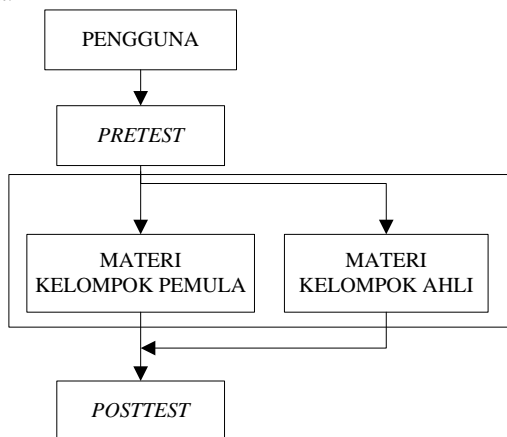 PENGGUNA
PRETEST
MATERI
KELOMPOK PEMULA
MATERI
KELOMPOK AHLI
POSTTEST